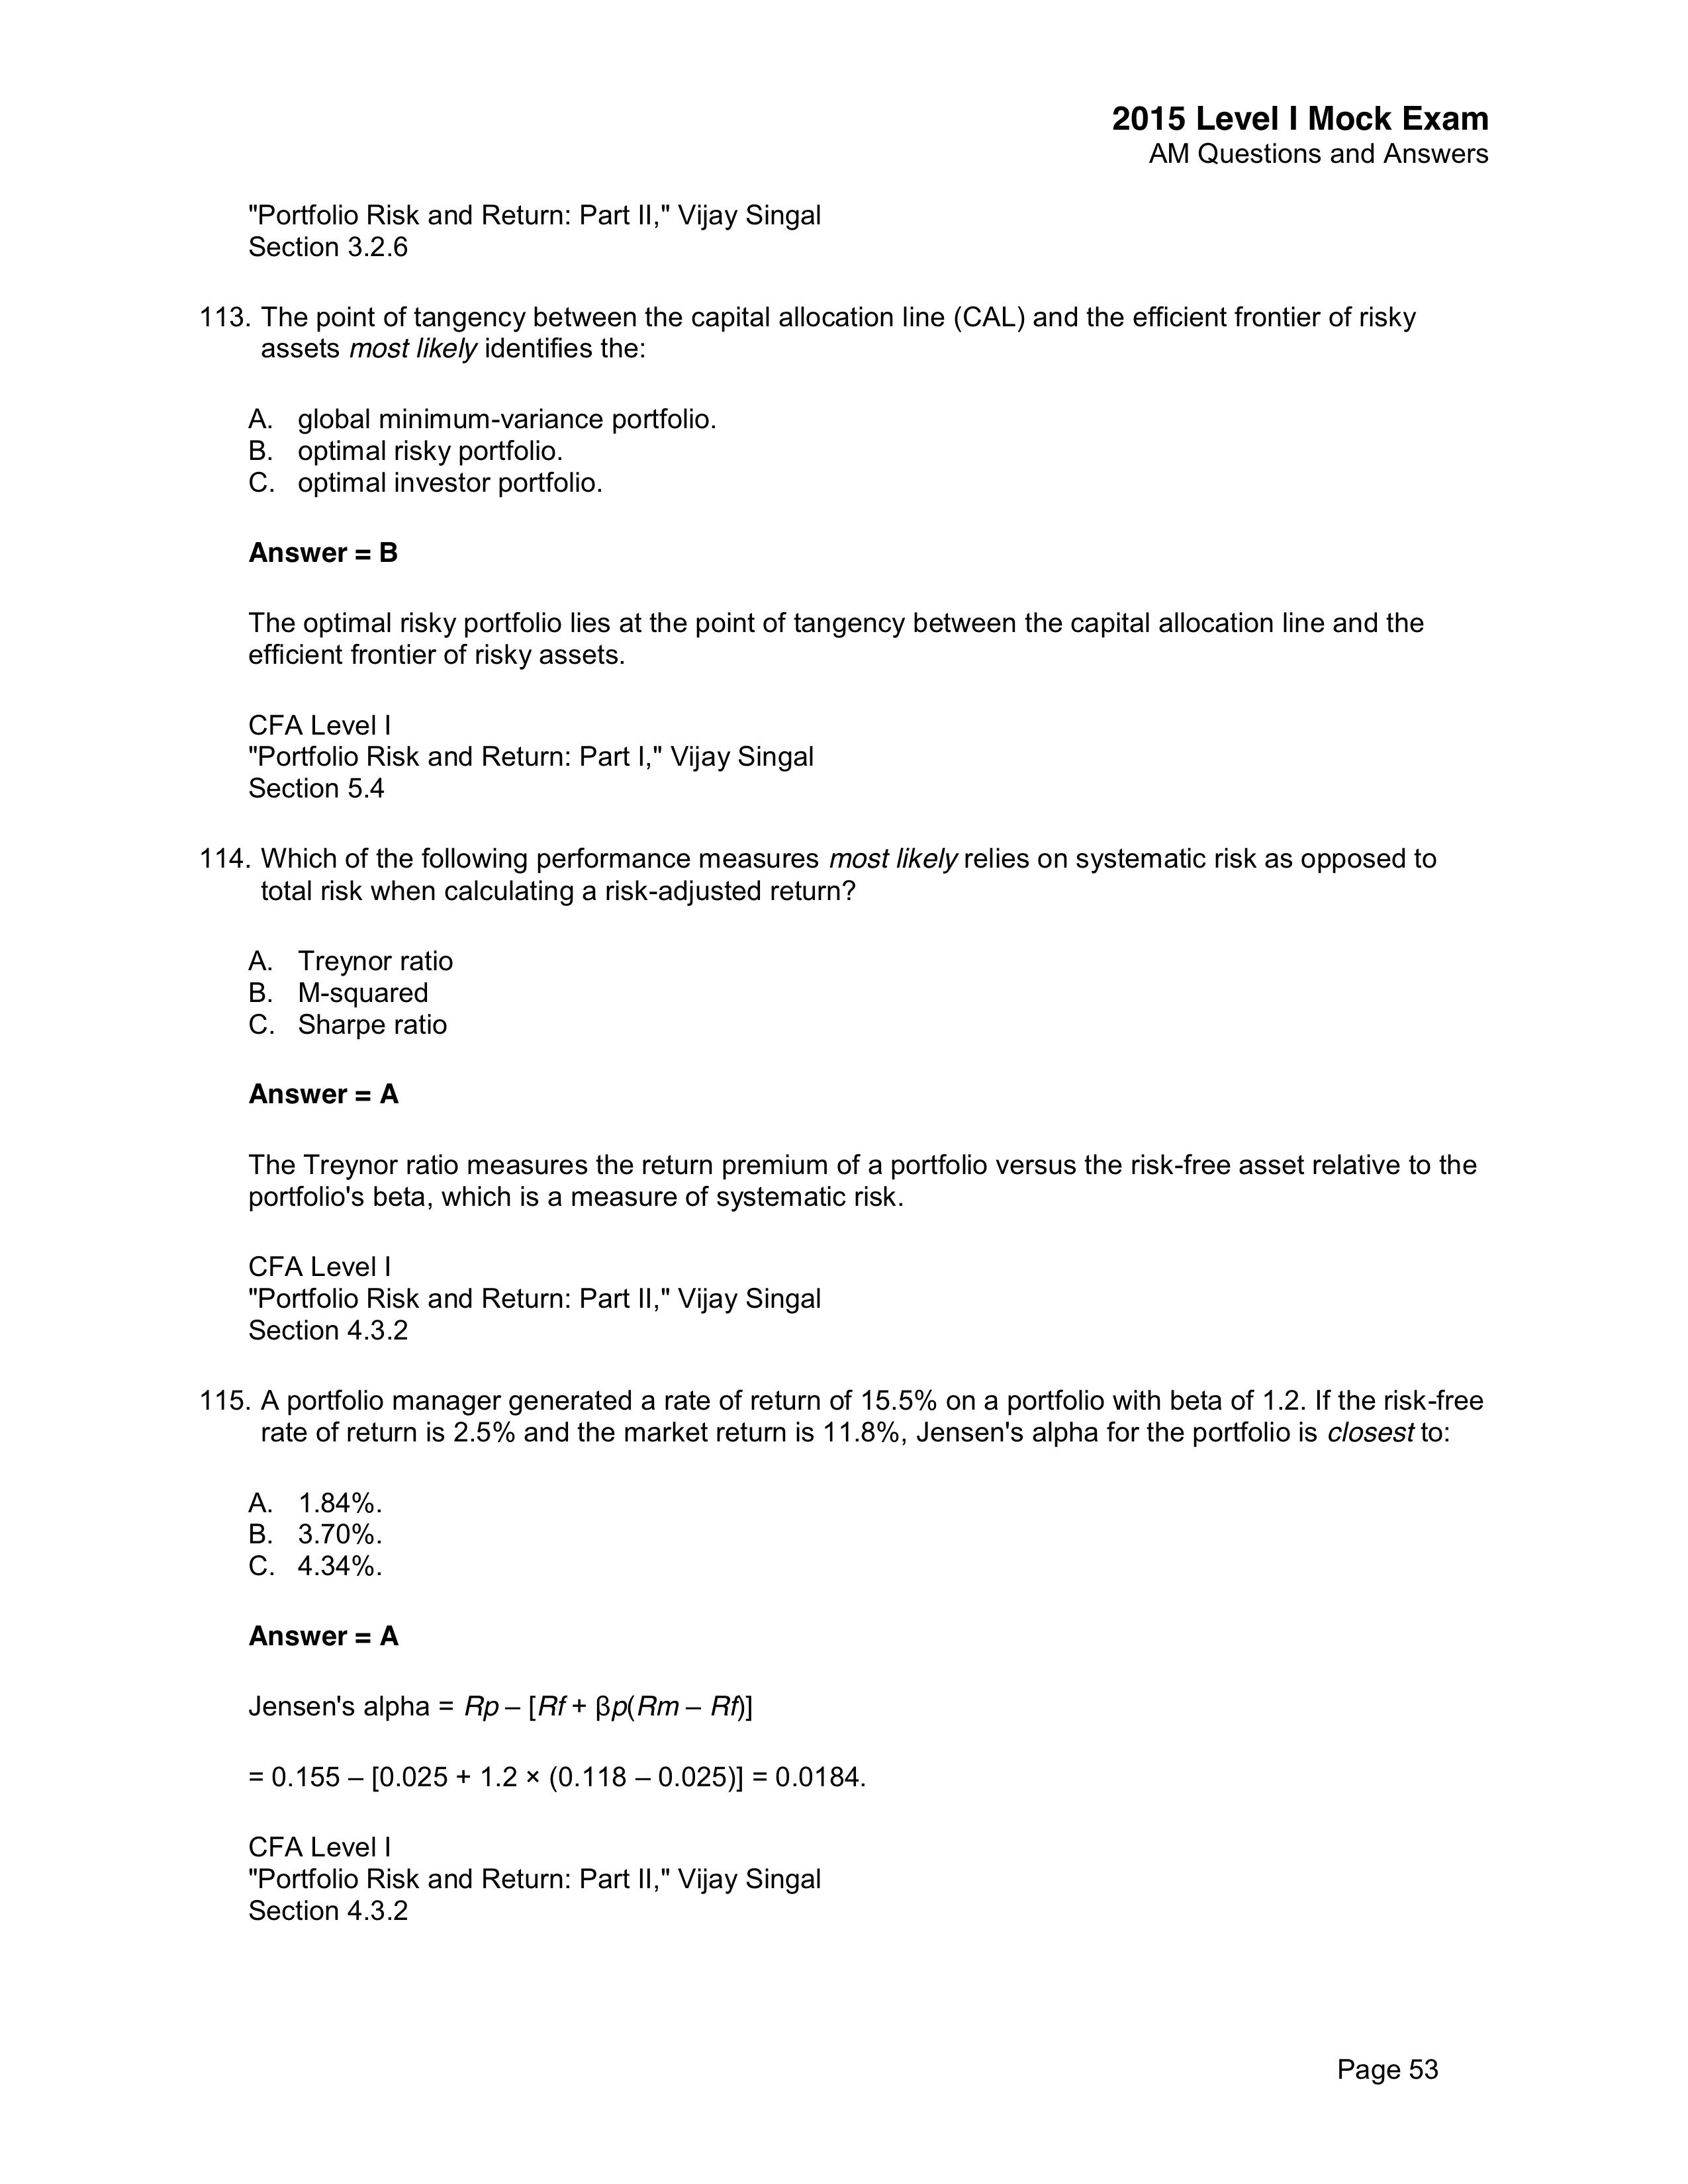 2015 Level I Mock Exam
AM Questions and Answers
"Portfolio Risk and Return: Part II," Vijay Singal
Section 3.2.6
113. The point of tangency between the capital allocation line (CAL) and the efficient frontier of risky
assets most likely identifies the:
A. global minimum-variance portfolio.
B. optimal risky portfolio.
C. optimal investor portfolio.
Answer = B
The optimal risky portfolio lies at the point of tangency between the capital allocation line and the
efficient frontier of risky assets.
CFA Level I
"Portfolio Risk and Return: Part I," Vijay Singal
Section 5.4
114. Which of the following performance measures most likely relies on systematic risk as opposed to
total risk when calculating a risk-adjusted return?
A. Treynor ratio
B. M-squared
C. Sharpe ratio
Answer = A
The Treynor ratio measures the return premium of a portfolio versus the risk-free asset relative to the
portfolio's beta, which is a measure of systematic risk.
CFA Level I
"Portfolio Risk and Return: Part II," Vijay Singal
Section 4.3.2
115. A portfolio manager generated a rate of return of 15.5% on a portfolio with beta of 1.2. If the risk-free
rate of return is 2.5% and the market return is 11.8%, Jensen's alpha for the portfolio is closest to:
A. 1.84%.
B. 3.70%.
C. 4.34%.
Answer = A
Jensen's alpha = Rp – [Rf + βp(Rm – Rf)]
= 0.155 – [0.025 + 1.2 × (0.118 – 0.025)] = 0.0184.
CFA Level I
"Portfolio Risk and Return: Part II," Vijay Singal
Section 4.3.2
Page 53